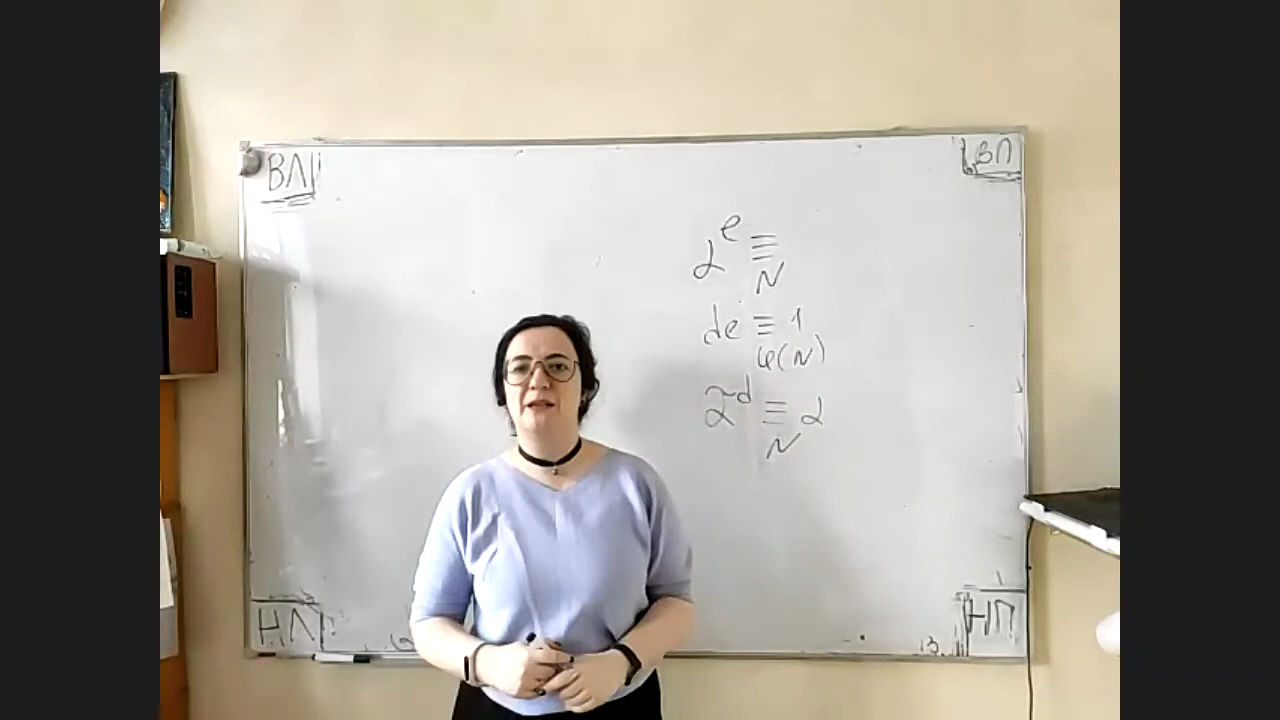 ВЛ
ВП
α^e ≡
N
de ≡ 1
φ(N)
α̃^d ≡ α
N
НЛ
НП